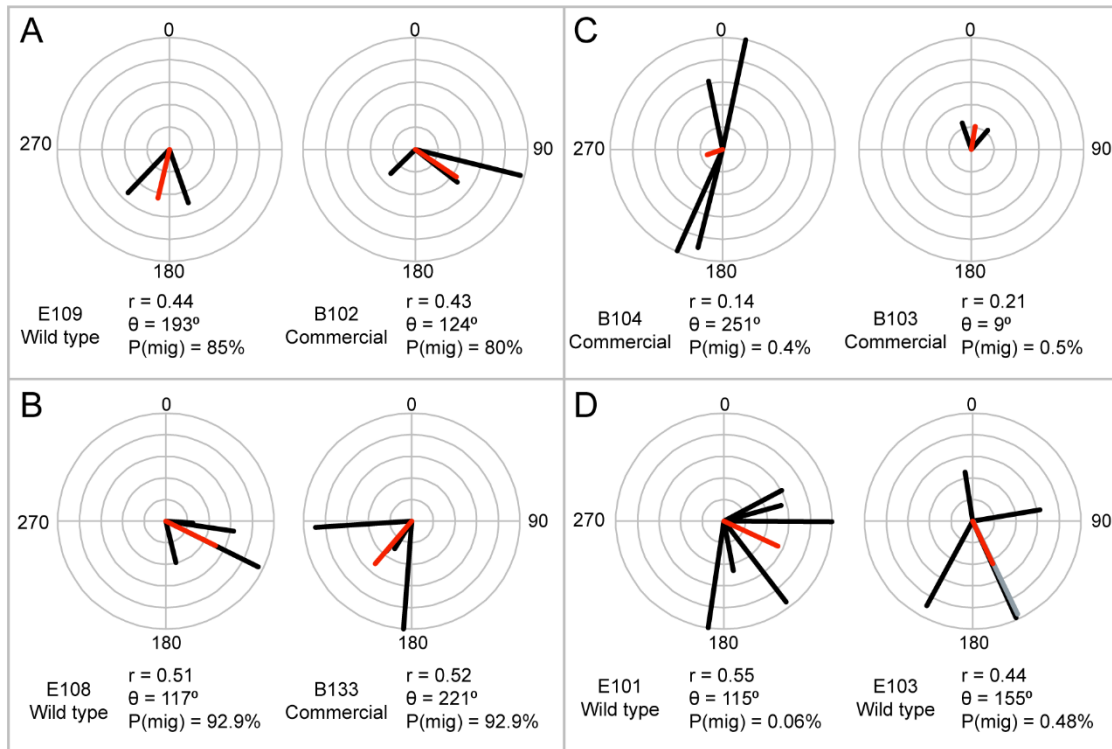 A
0
0
270
90
180
180
E109
Wild type
r = 0.44
θ = 193º
P(mig) = 85%
B102
Commercial
r = 0.43
θ = 124º
P(mig) = 80%
C
0
0
270
90
180
180
B104
Commercial
r = 0.14
θ = 251º
P(mig) = 0.4%
B103
Commercial
r = 0.21
θ = 9º
P(mig) = 0.5%
B
0
0
270
90
180
180
E108
Wild type
r = 0.51
θ = 117º
P(mig) = 92.9%
B133
Commercial
r = 0.52
θ = 221º
P(mig) = 92.9%
D
0
0
270
90
180
180
E101
Wild type
r = 0.55
θ = 115º
P(mig) = 0.06%
E103
Wild type
r = 0.44
θ = 155º
P(mig) = 0.48%